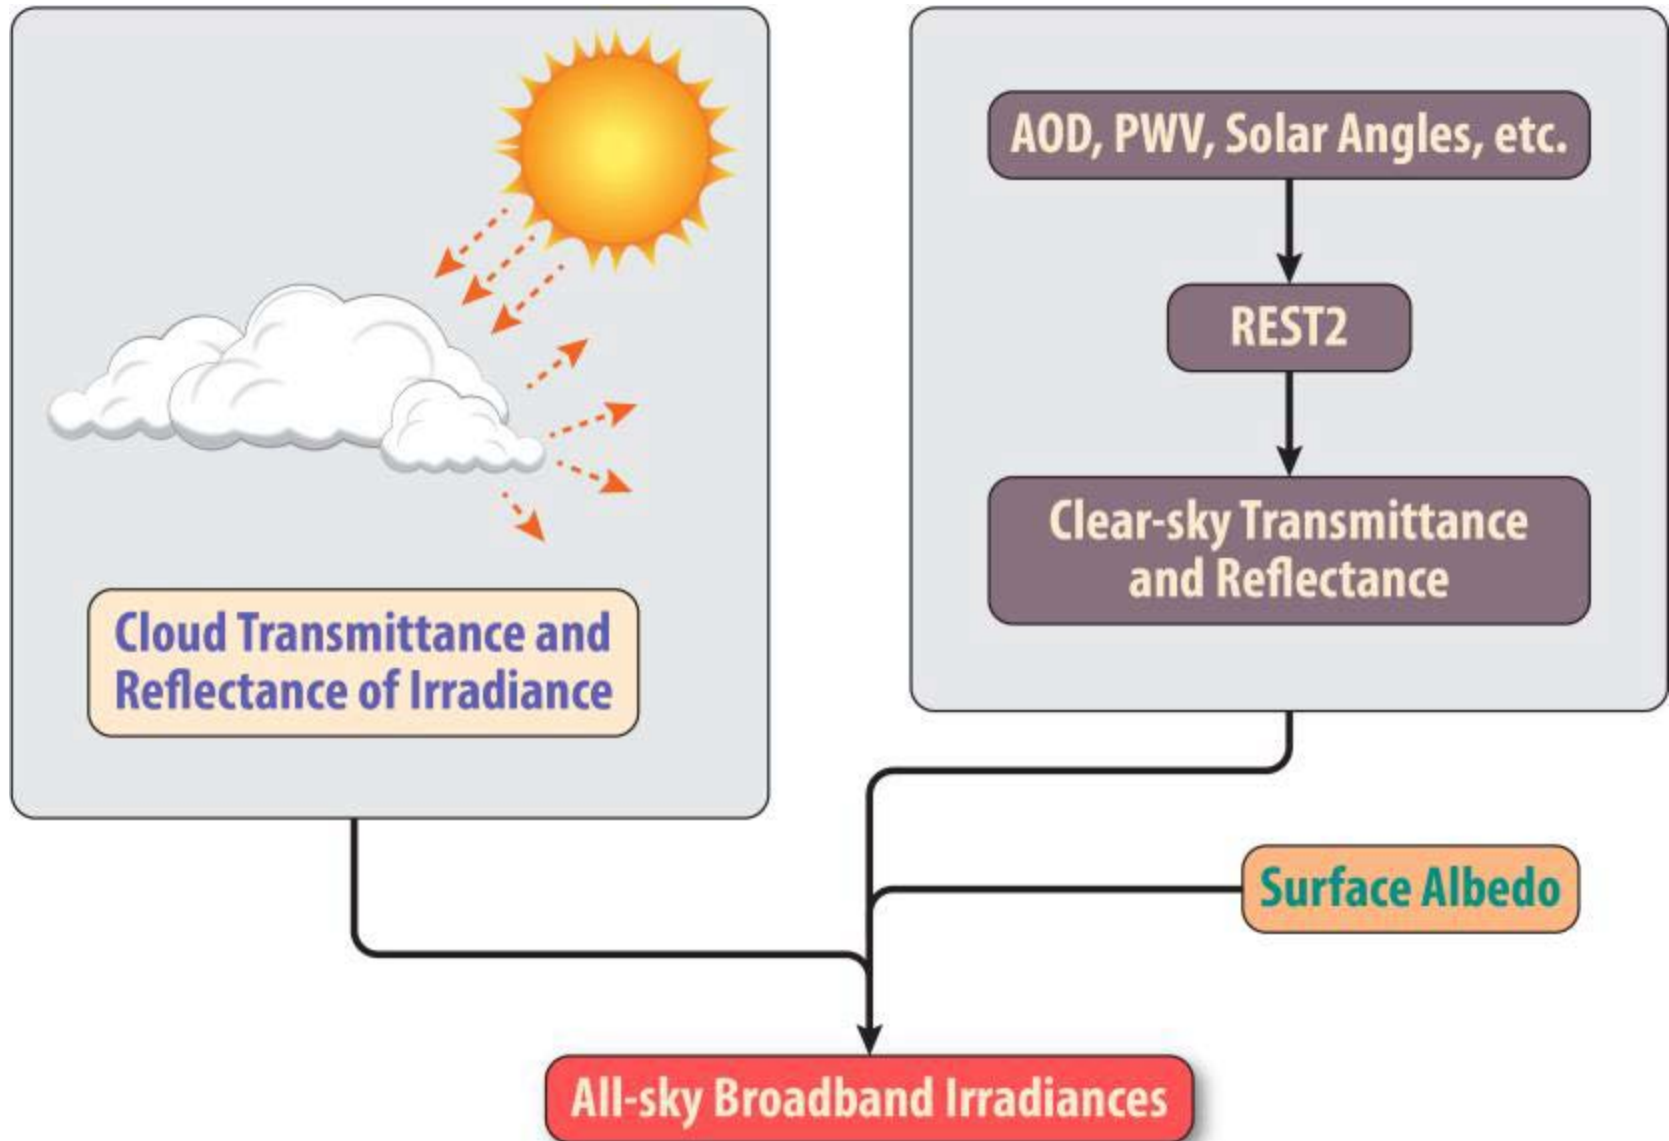 Cloud Transmittance and
Reflectance of Irradiance
AOD, PWV, Solar Angles, etc.
REST2
Clear-sky Transmittance
and Reflectance
Surface Albedo
All-sky Broadband Irradiances